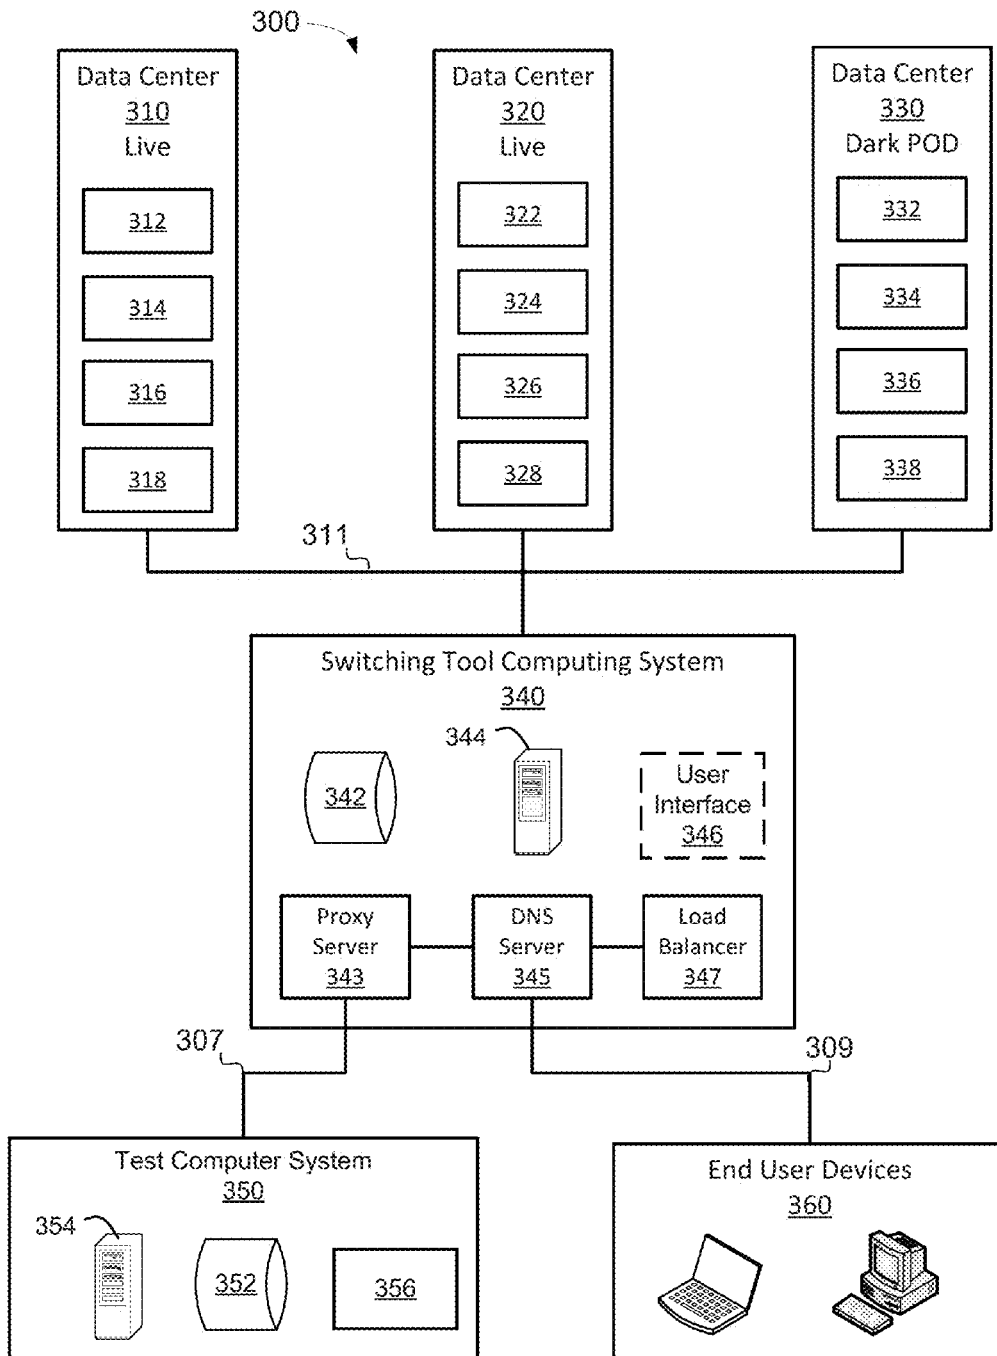 300
Data Center
310
Live
312
314
316
318
Data Center
320
Live
322
324
326
328
Data Center
330
Dark POD
332
334
336
338
311
Switching Tool Computing System
340
342
344
User
Interface
346
Proxy
Server
343
DNS
Server
345
Load
Balancer
347
307
309
Test Computer System
350
354
352
356
End User Devices
360